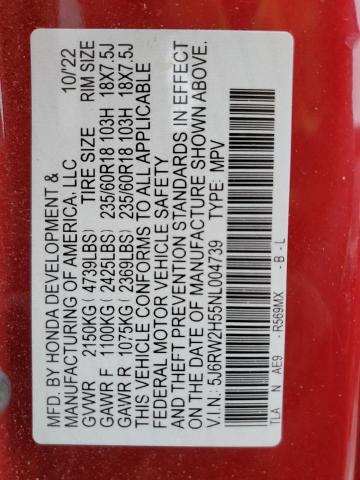 MFD. BY HONDA DEVELOPMENT & 10/'22
MANUFACTURING OF AMERICA, LLC
TIRE SIZE RIM SIZE
GVWR 2150KG ( 4739LBS)
GAWR F 1100KG ( 2425LBS) 235/60R18 103H 18X7.5J
GAWR R 1075KG ( 2369LBS) 235/60R18 103H 18X7.5J
THIS VEHICLE CONFORMS TO ALL APPLICABLE
FEDERAL MOTOR VEHICLE SAFETY
AND THEFT PREVENTION STANDARDS IN EFFECT
ON THE DATE OF MANUFACTURE SHOWN ABOVE.
V.I.N: 5J6RW2H55NL004739 TYPE: MPV
TLA N AE9 - R569MX - B - L